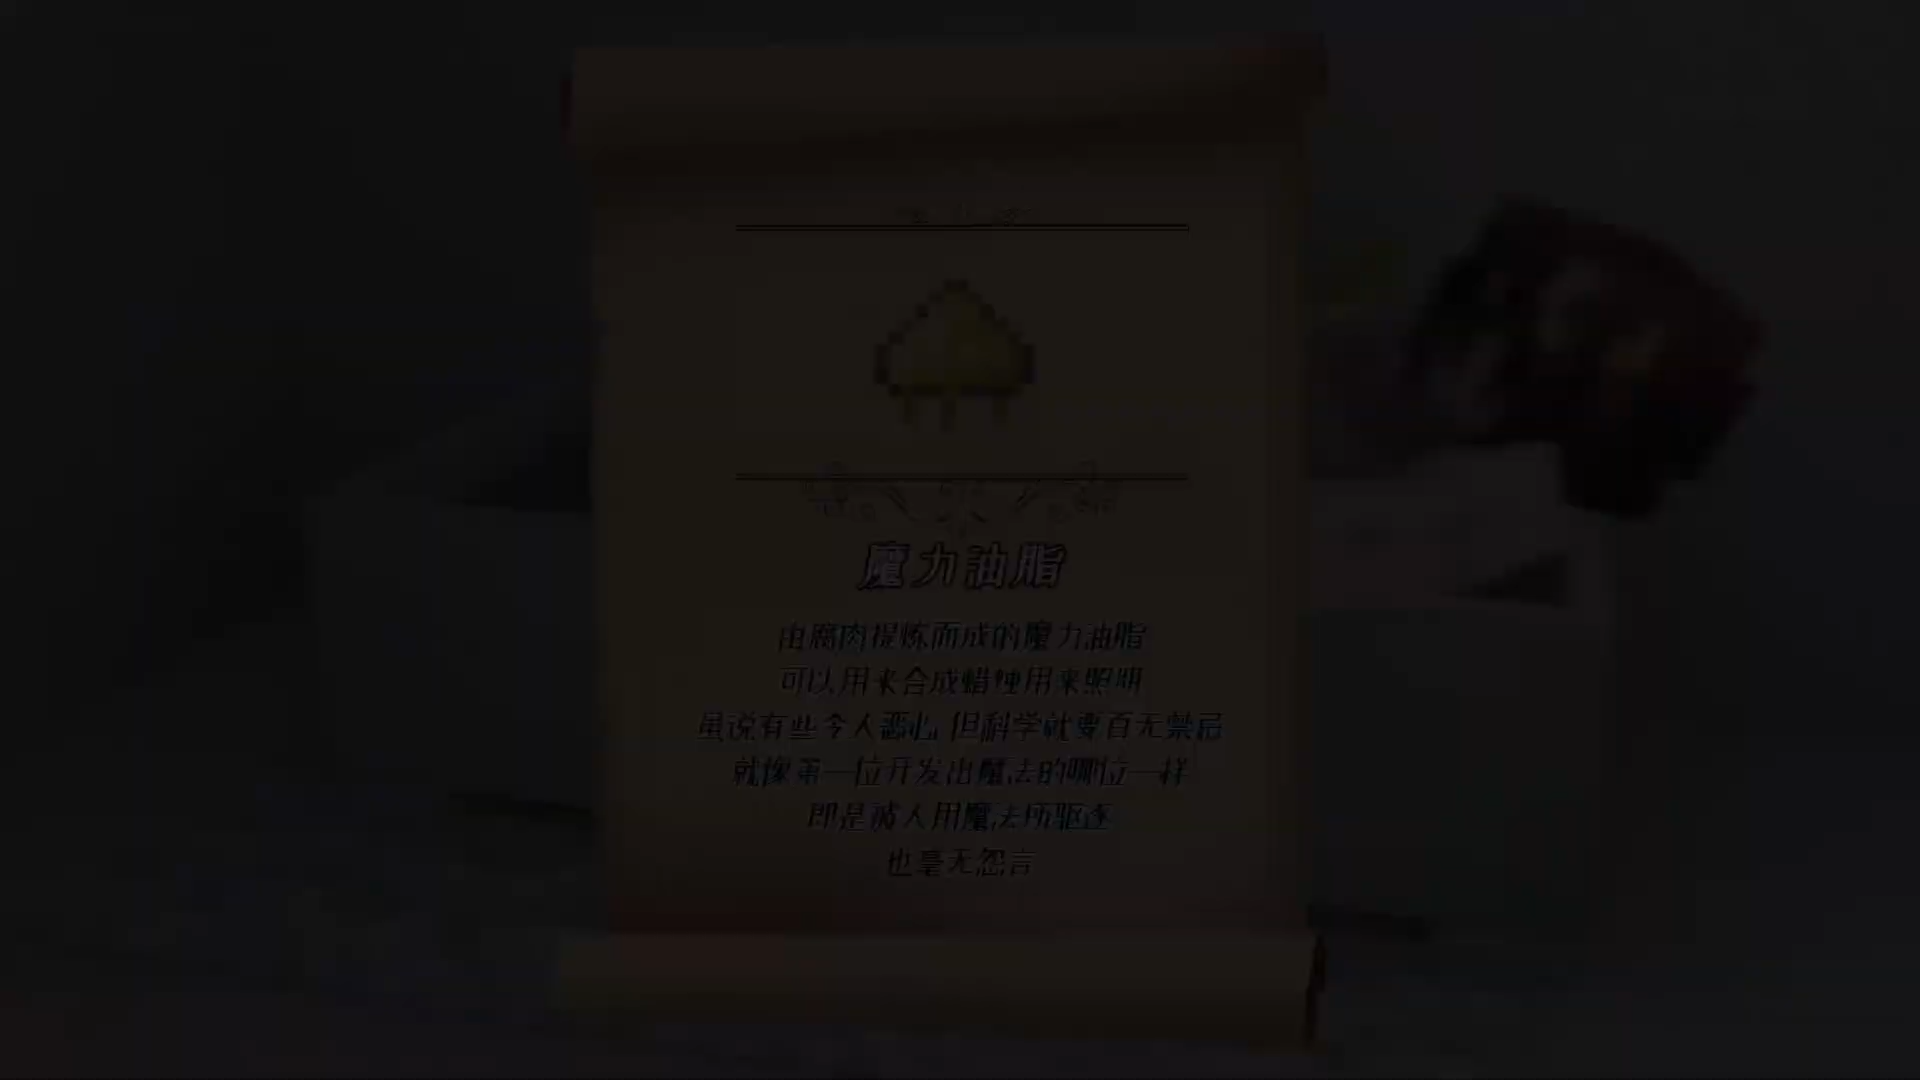 魔力油脂
由腐肉提炼而成的魔力油脂
可以用来合成蜡烛用来照明
虽说有些令人恶心,但科学就要百无禁忌
就像第一位开发出魔法的哪位一样
即是被人用魔法所驱逐
也毫无怨言